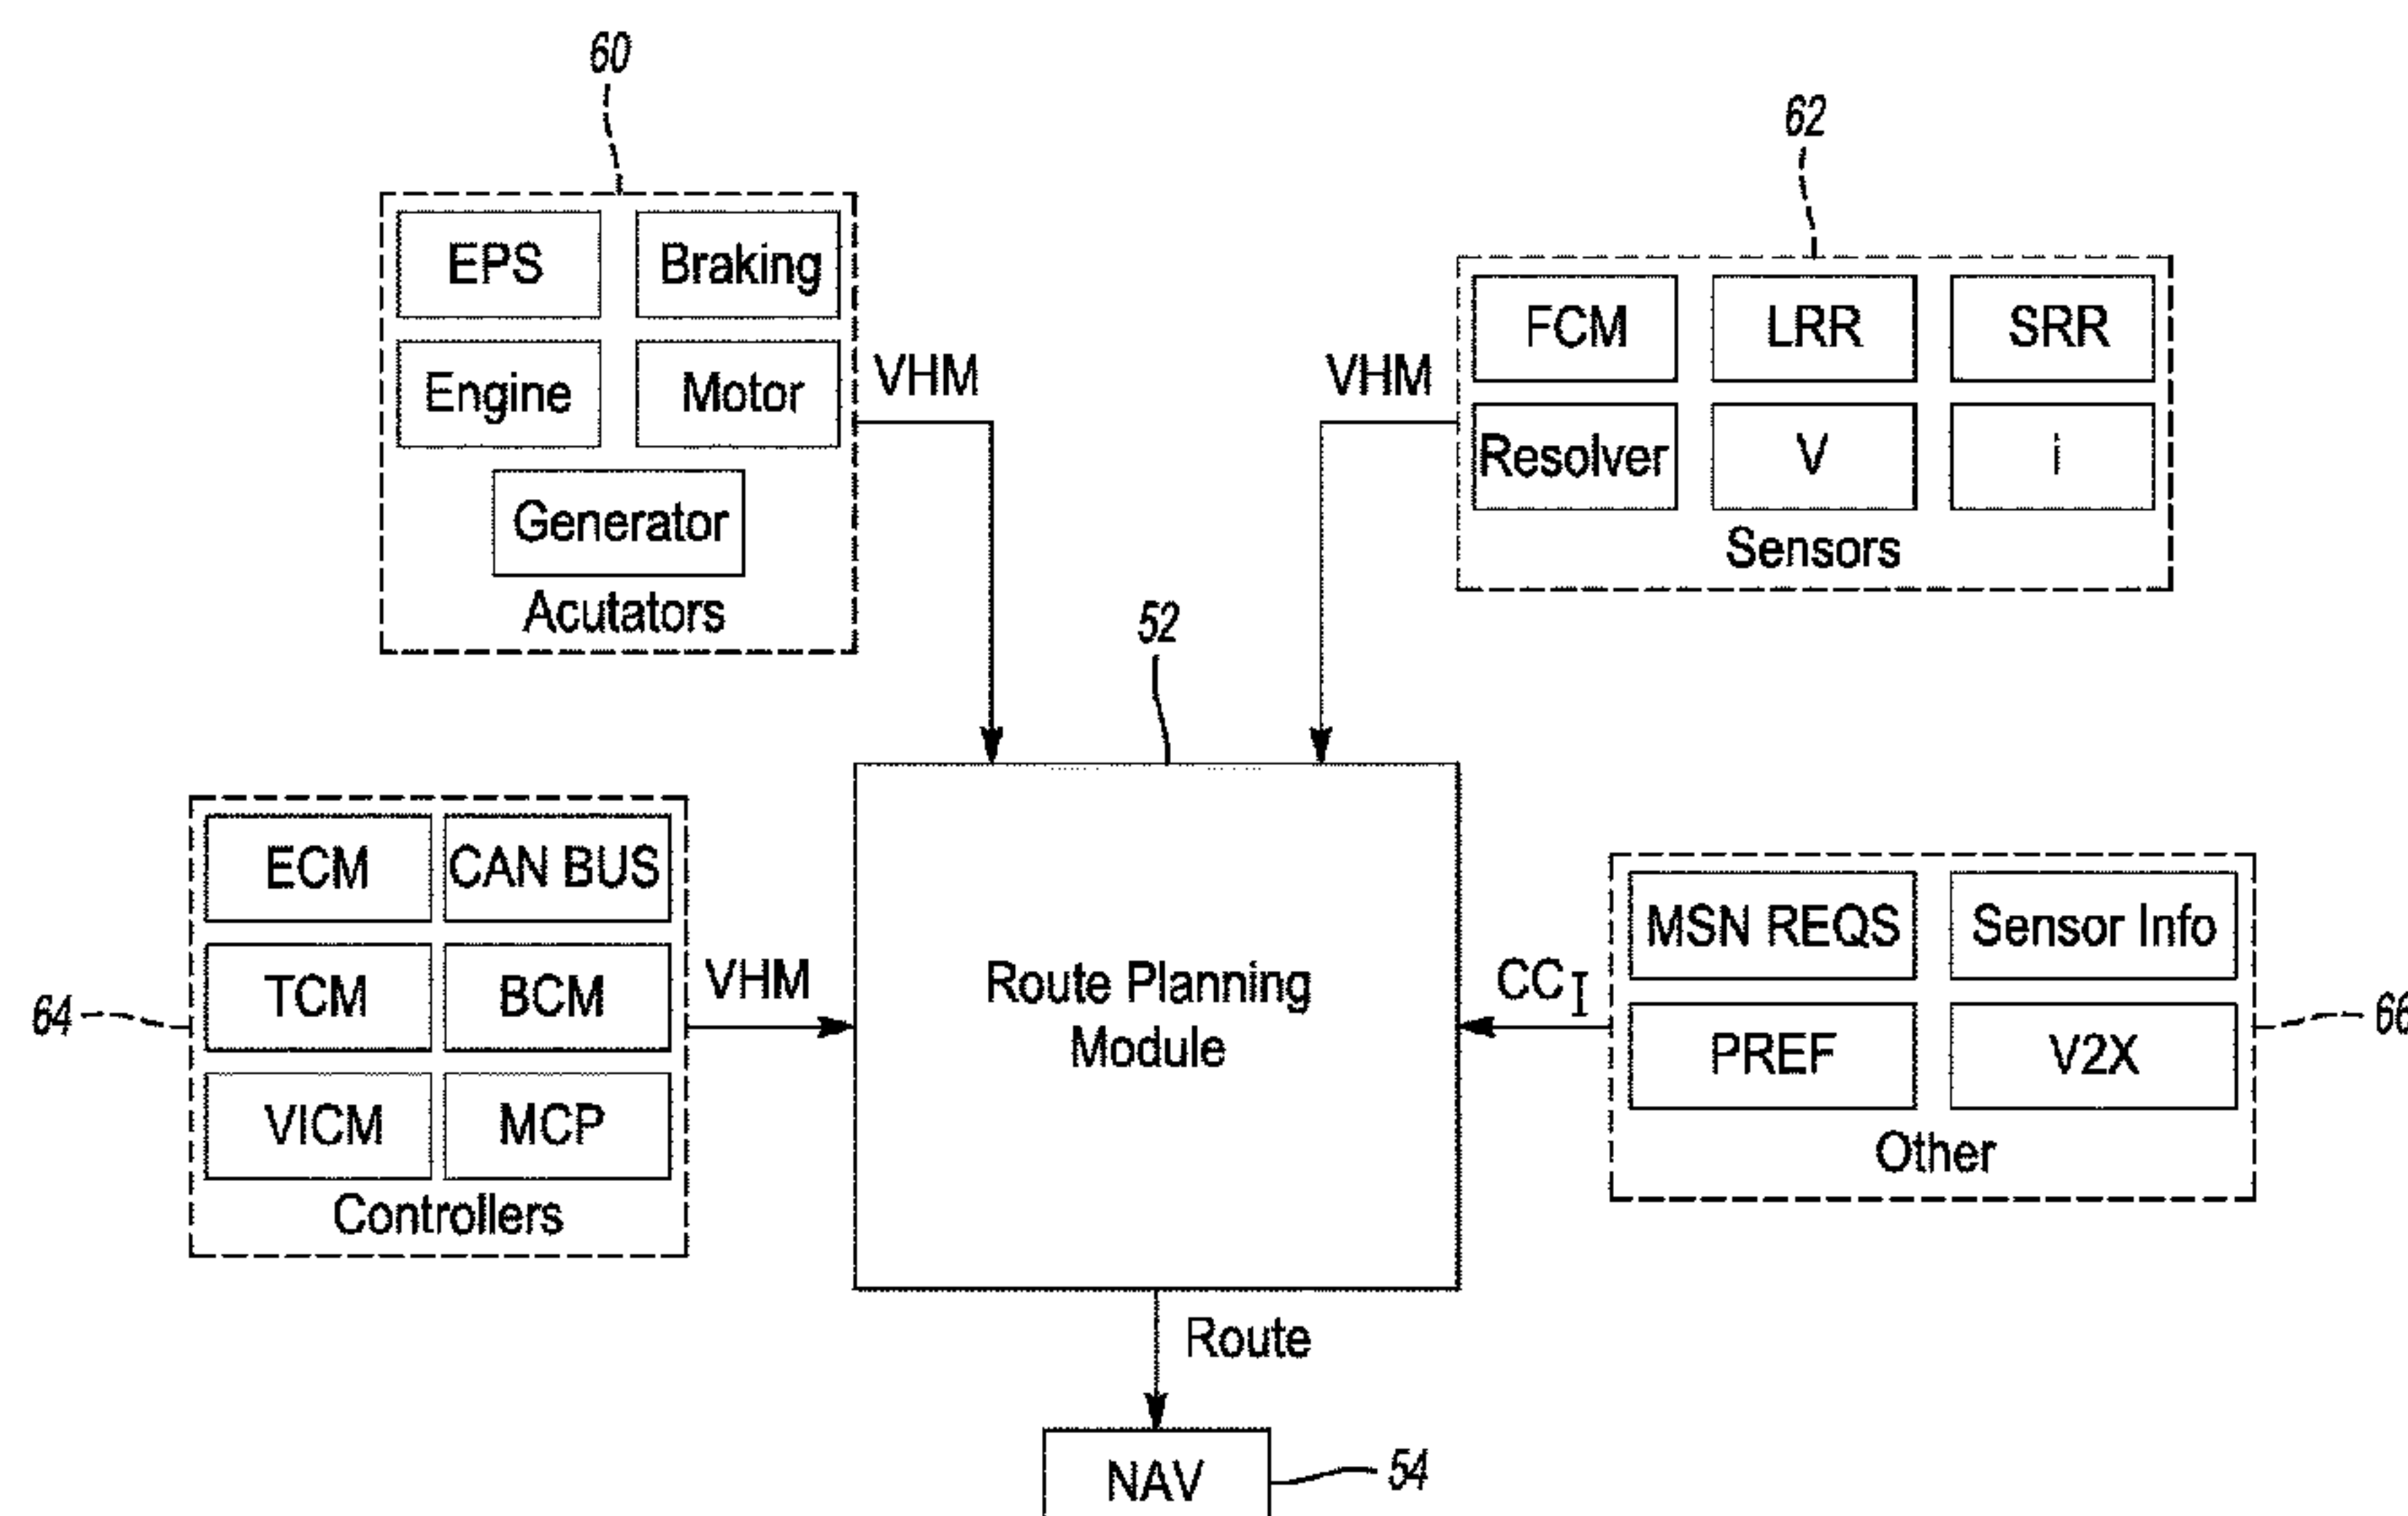 60
62
EPS
Braking
Engine
Motor
Generator
Acutators
VHM
FCM
LRR
SRR
Resolver
V
i
Sensors
VHM
52
64
ECM
CAN BUS
TCM
BCM
VICM
MCP
Controllers
VHM
Route Planning
Module
CCI
MSN REQS
Sensor Info
PREF
V2X
Other
66
Route
NAV
54